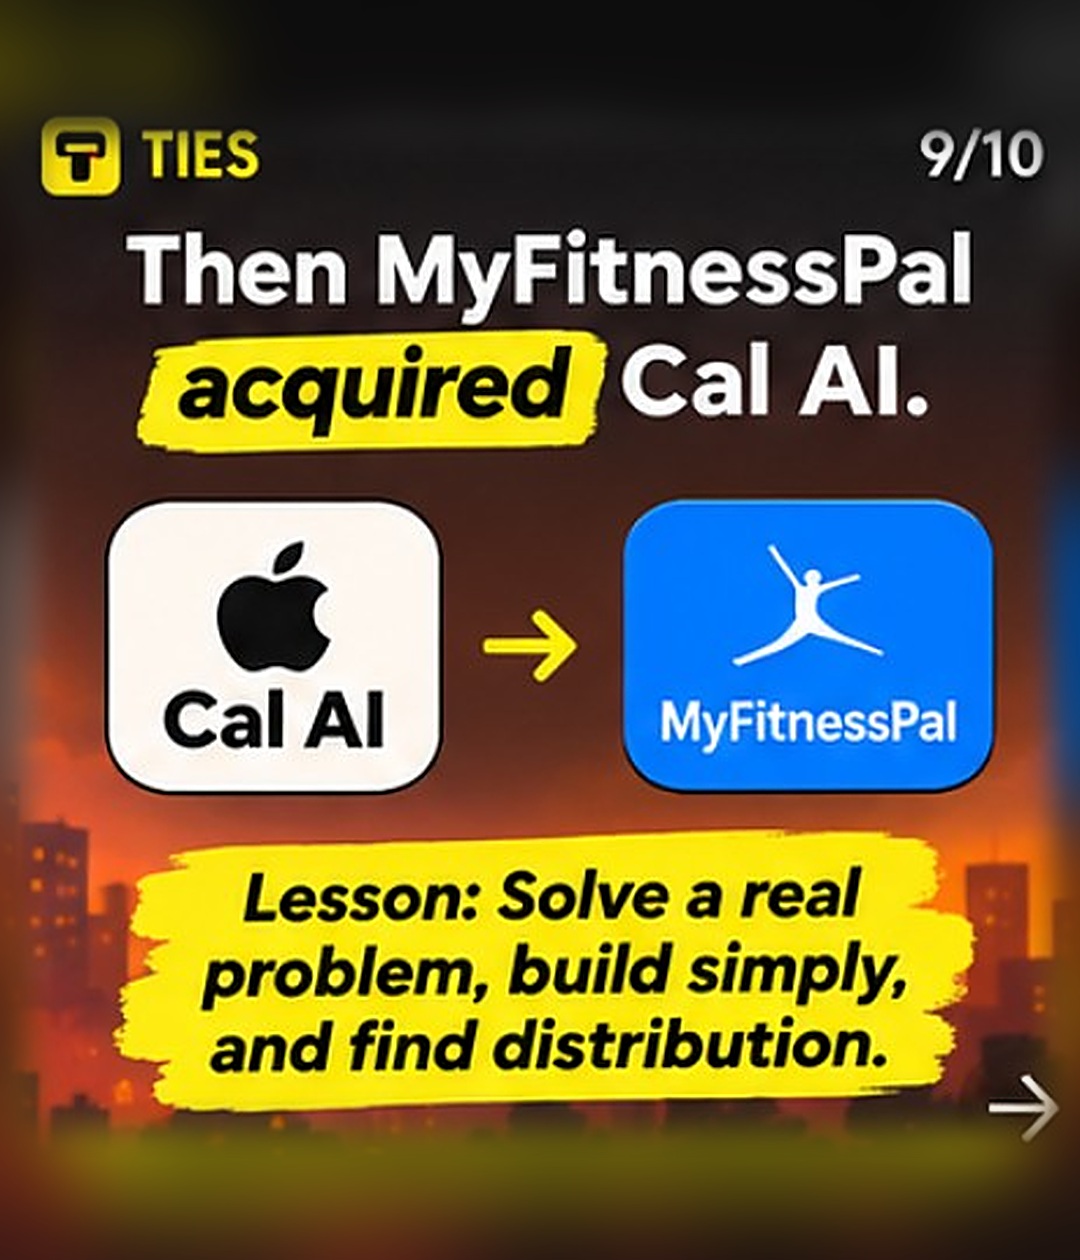 TIES
9/10
Then MyFitnessPal
acquired Cal AI.
Cal AI
MyFitnessPal
Lesson: Solve a real
problem, build simply,
and find distribution.